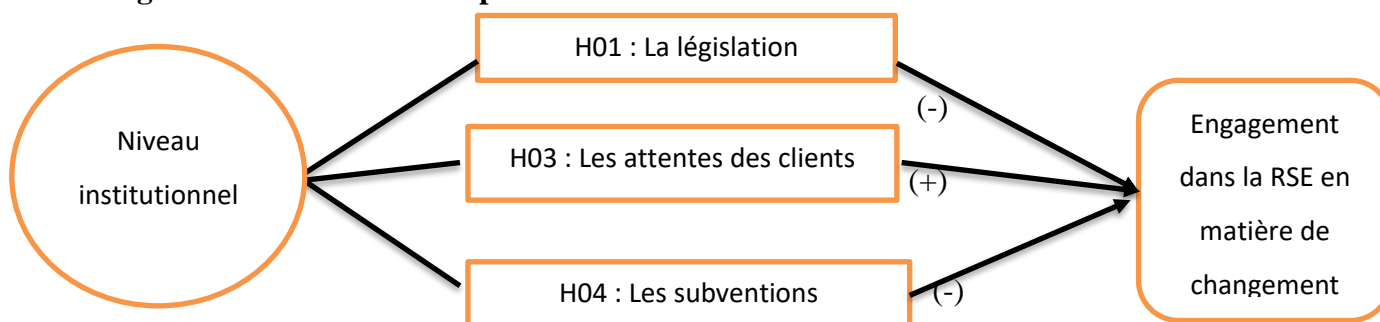 H01 : La législation
(-)
Niveau
institutionnel
H03 : Les attentes des clients
(+)
H04 : Les subventions
(-)
Engagement
dans la RSE en
matière de
changement